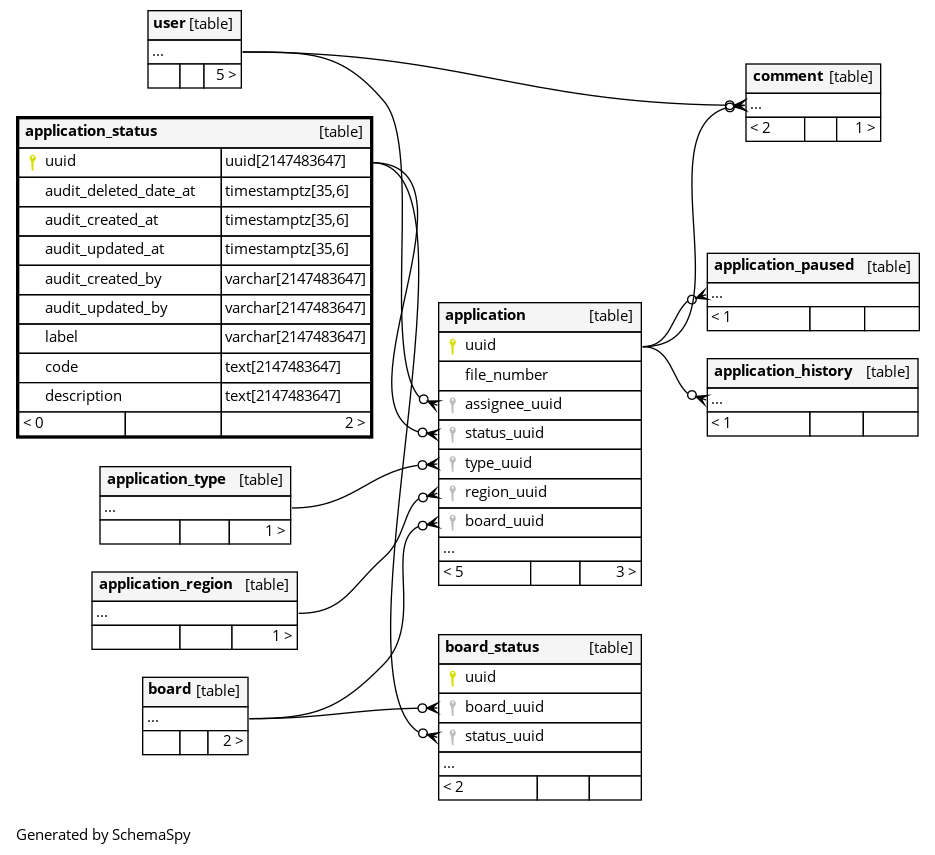 user [table]
...
5 >
application_status [table]
uuid uuid[2147483647]
audit_deleted_date_at timestamptz[35,6]
audit_created_at timestamptz[35,6]
audit_updated_at timestamptz[35,6]
audit_created_by varchar[2147483647]
audit_updated_by varchar[2147483647]
label varchar[2147483647]
code text[2147483647]
description text[2147483647]
< 0 2 >
application_type [table]
...
1 >
application_region [table]
...
1 >
board [table]
...
2 >
application [table]
uuid
file_number
assignee_uuid
status_uuid
type_uuid
region_uuid
board_uuid
...
< 5 3 >
board_status [table]
uuid
board_uuid
status_uuid
...
< 2
comment [table]
...
< 2 1 >
application_paused [table]
...
< 1
application_history [table]
...
< 1
Generated by SchemaSpy